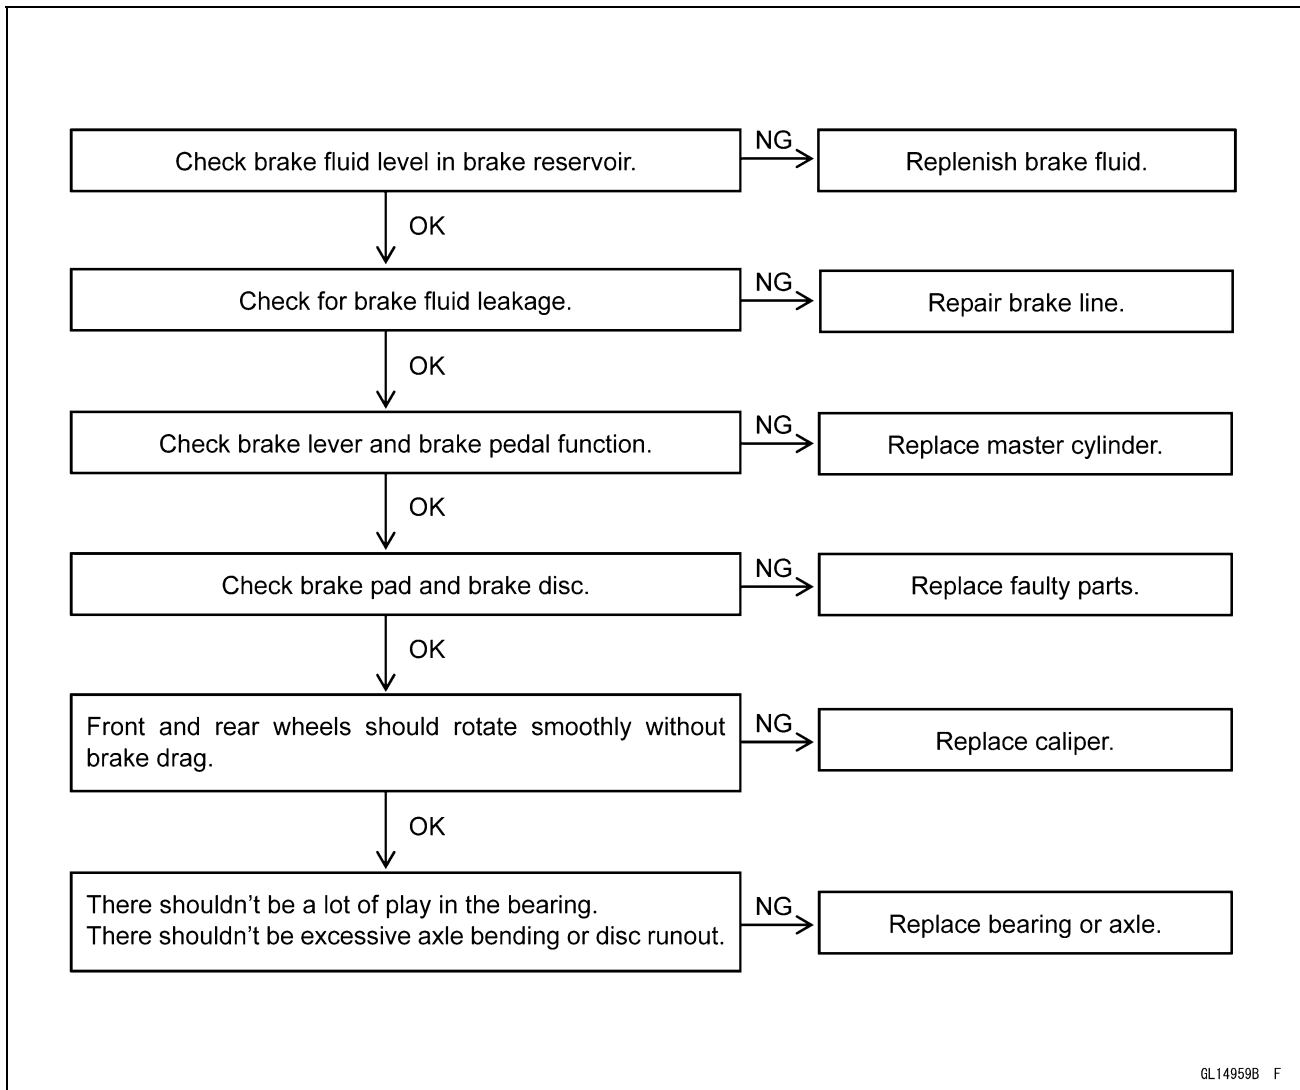 Check brake fluid level in brake reservoir.
NG
Replenish brake fluid.
OK
Check for brake fluid leakage.
NG
Repair brake line.
OK
Check brake lever and brake pedal function.
NG
Replace master cylinder.
OK
Check brake pad and brake disc.
NG
Replace faulty parts.
OK
Front and rear wheels should rotate smoothly without
brake drag.
NG
Replace caliper.
OK
There shouldn't be a lot of play in the bearing.
There shouldn't be excessive axle bending or disc runout.
NG
Replace bearing or axle.
GL14959B F